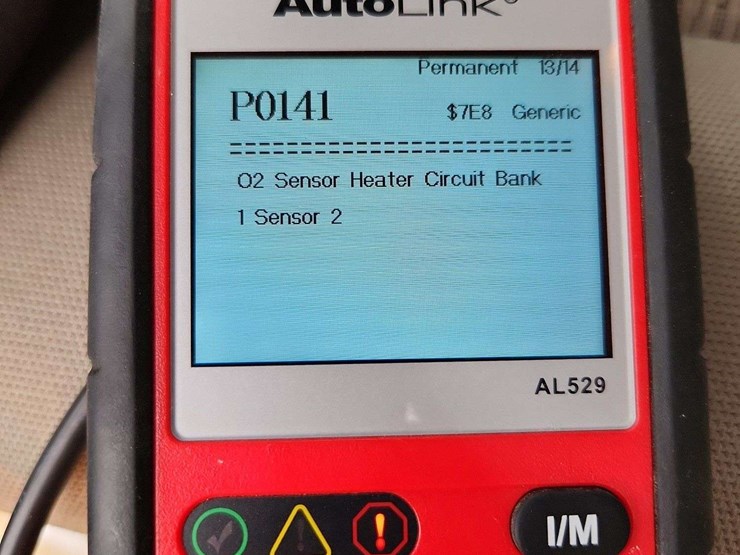 AutoLink®
Permanent 13/14
P0141 $7E8 Generic
==========================
O2 Sensor Heater Circuit Bank
1 Sensor 2
AL529
I/M